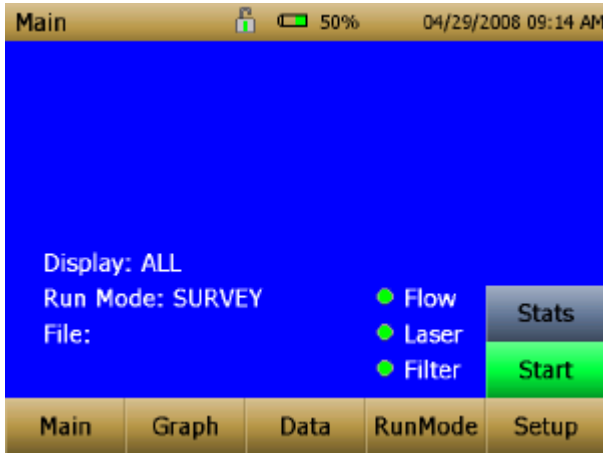 Main 50% 04/29/2008 09:14 AM
Display: ALL
Run Mode: SURVEY
File:
Flow
Laser
Filter
Stats
Start
Main Graph Data RunMode Setup